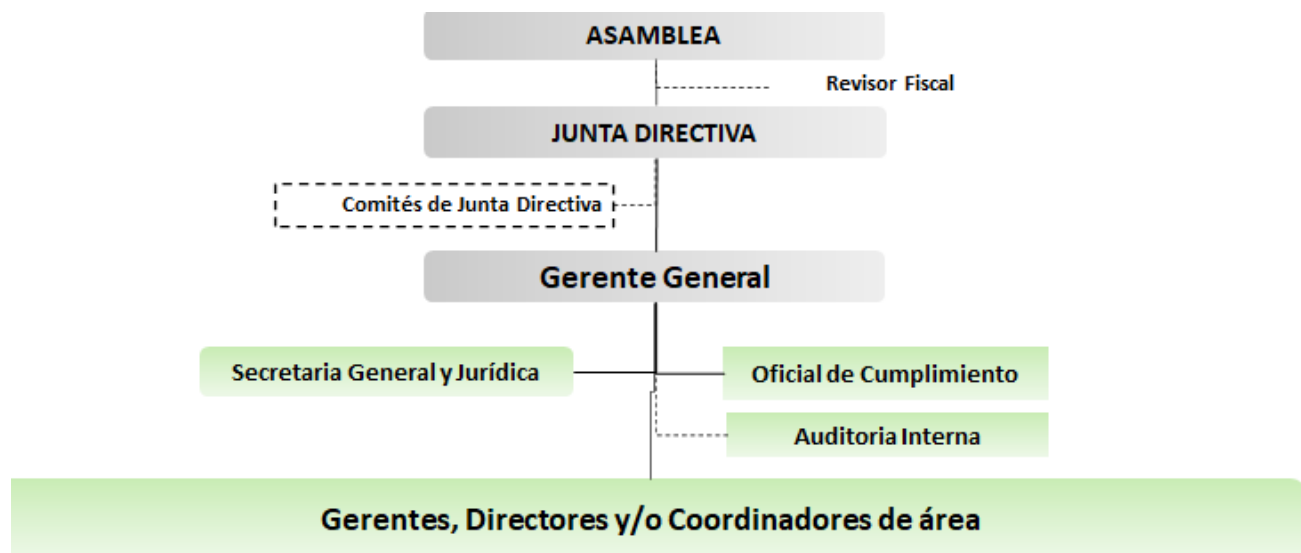 ASAMBLEA
Revisor Fiscal
JUNTA DIRECTIVA
Comités de Junta Directiva
Gerente General
Secretaria General y Jurídica
Oficial de Cumplimiento
Auditoria Interna
Gerentes, Directores y/o Coordinadores de área